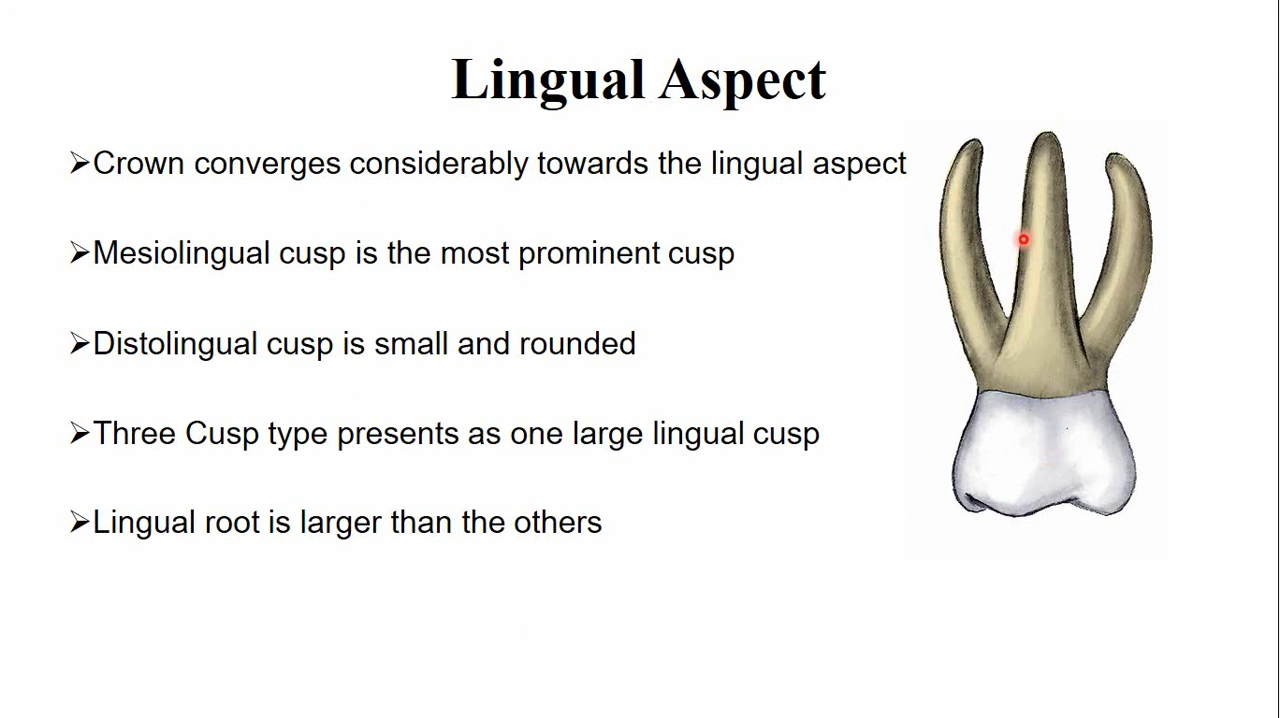 Lingual Aspect
➢Crown converges considerably towards the lingual aspect
➢Mesiolingual cusp is the most prominent cusp
➢Distolingual cusp is small and rounded
➢Three Cusp type presents as one large lingual cusp
➢Lingual root is larger than the others